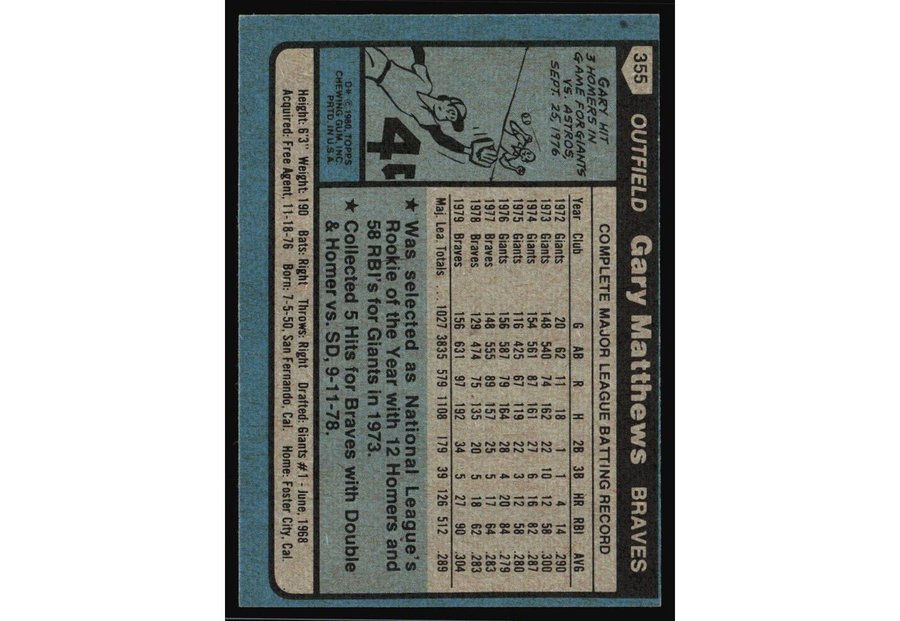 355 OUTFIELD Gary Matthews BRAVES
GARY HIT
3 HOMERS IN
GAME FOR GIANTS
VS. ASTROS,
SEPT. 25, 1976
4
D* © 1980, TOPPS
CHEWING GUM, INC.
PRTD. IN U.S.A.
COMPLETE MAJOR LEAGUE BATTING RECORD
Year Club G AB R H 2B 3B HR RBI AVG
1972 Giants 20 62 11 18 1 1 4 14 .290
1973 Giants 148 540 74 162 22 10 12 58 .300
1974 Giants 154 561 87 161 27 6 16 82 .287
1975 Giants 116 425 67 119 22 3 12 58 .280
1976 Giants 156 587 79 164 28 4 20 84 .279
1977 Braves 148 555 89 157 25 5 17 64 .283
1978 Braves 129 474 75 135 20 5 18 62 .285
1979 Braves 156 631 97 192 34 5 27 90 .304
Maj. Lea Totals ... 1027 3835 579 1108 179 39 126 512 .289
★ Was selected as National League's
Rookie of the Year with 12 Homers and
58 RBI's for Giants in 1973.
★ Collected 5 Hits for Braves with Double
& Homer vs. SD, 9-11-78.
Height: 6'3" Weight: 190 Bats: Right Throws: Right Drafted: Giants #1 - June, 1968
Acquired: Free Agent, 11-18-76 Born: 7-5-50, San Fernando, Cal. Home: Foster City, Cal.